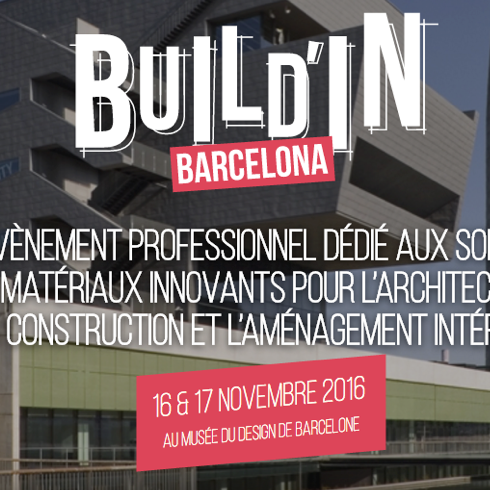 BUILD'IN
BARCELONA
VÈNEMENT PROFESSIONNEL DÉDIÉ AUX SO
MATÉRIAUX INNOVANTS POUR L'ARCHITEC
CONSTRUCTION ET L'AMÉNAGEMENT INTÉR
16 & 17 NOVEMBRE 2016
AU MUSÉE DU DESIGN DE BARCELONE